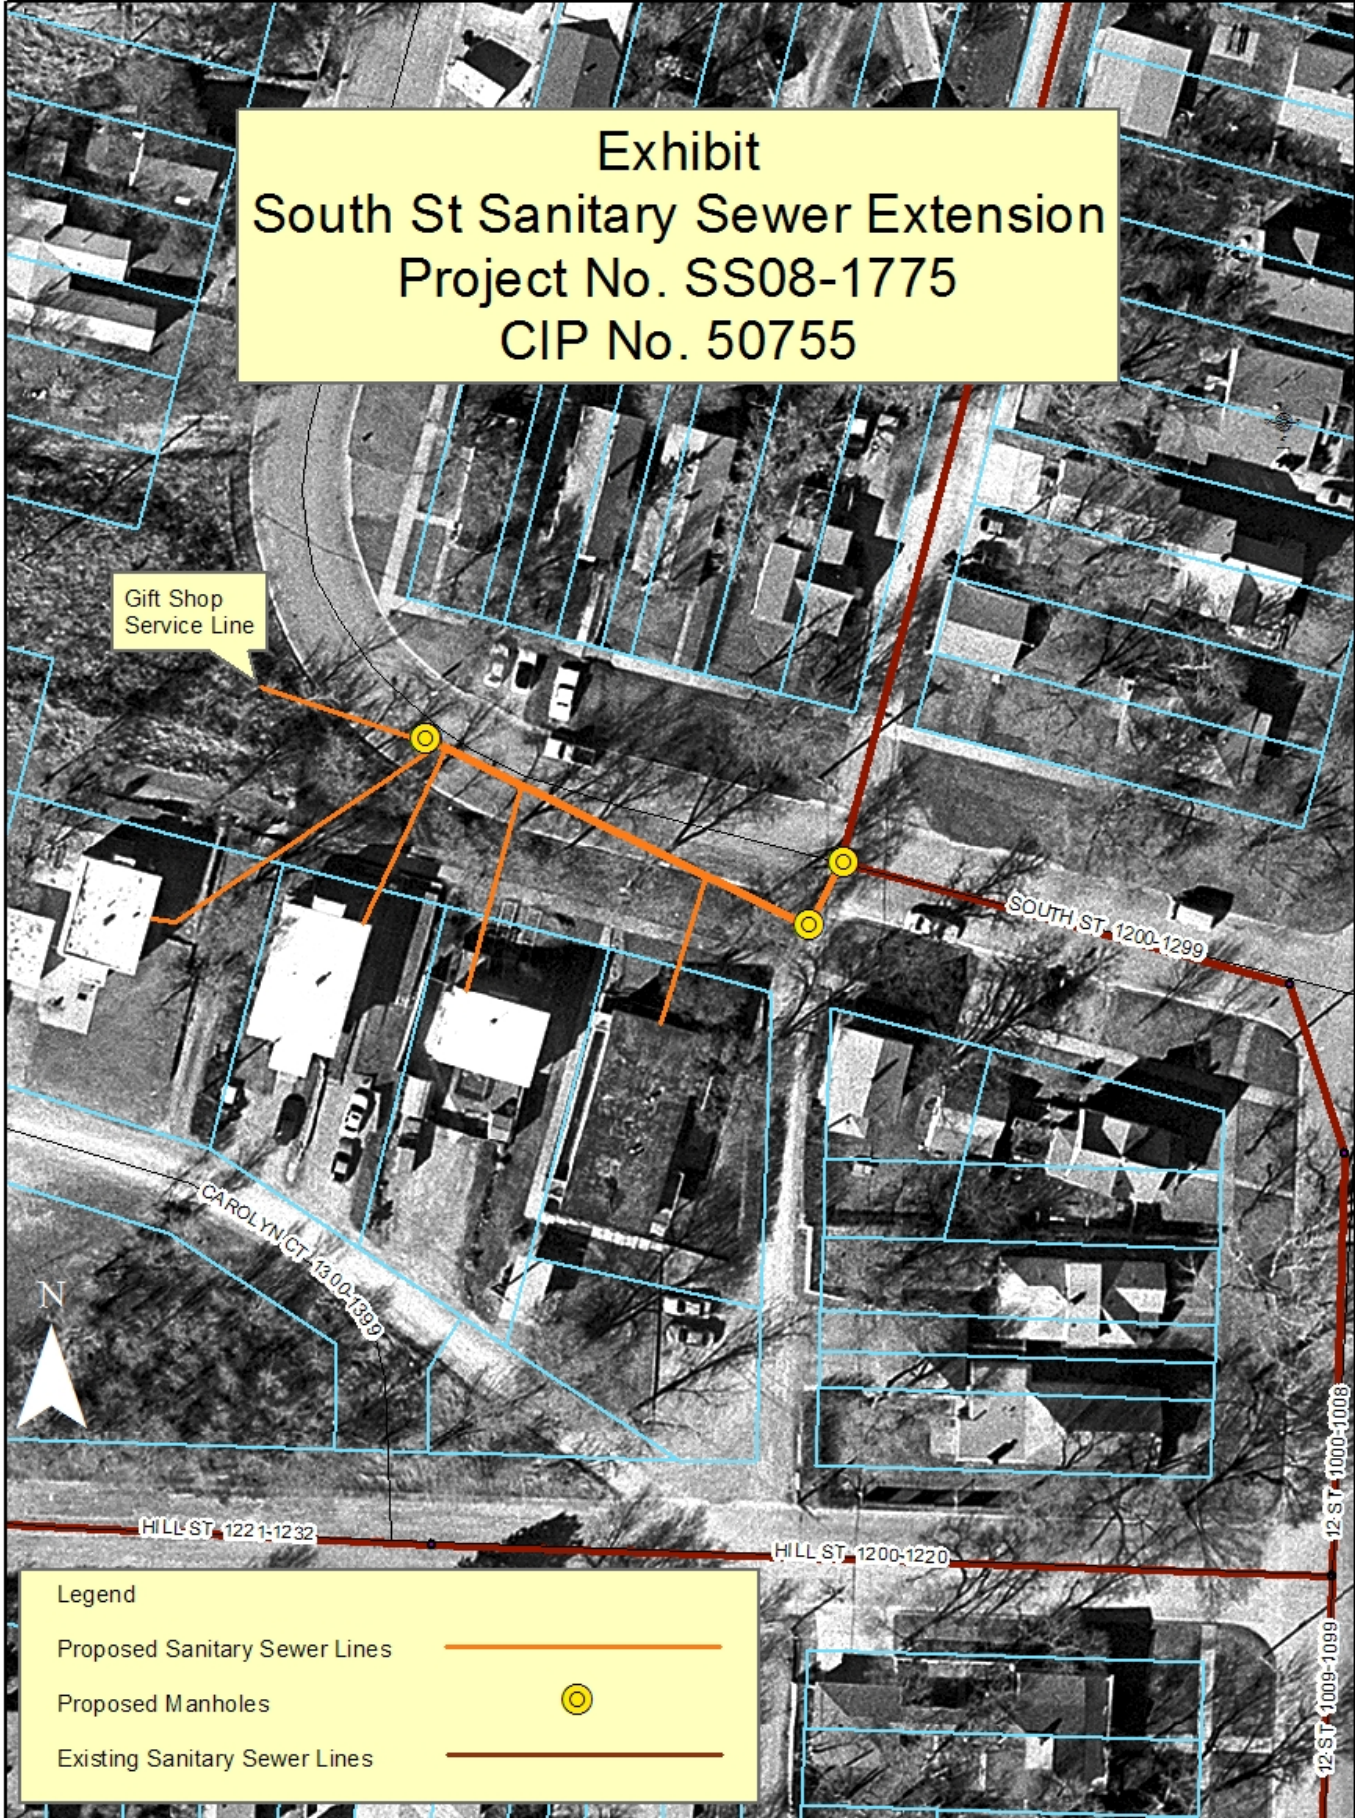 Exhibit
South St Sanitary Sewer Extension
Project No. SS08-1775
CIP No. 50755
Gift Shop
Service Line
SOUTH ST 1200-1299
CAROLYN CT 1300-1399
N
12 ST 1000-1008
HILL ST 1221-1232
HILL ST 1200-1220
12 ST 1009-1099
Legend
Proposed Sanitary Sewer Lines
Proposed Manholes
Existing Sanitary Sewer Lines